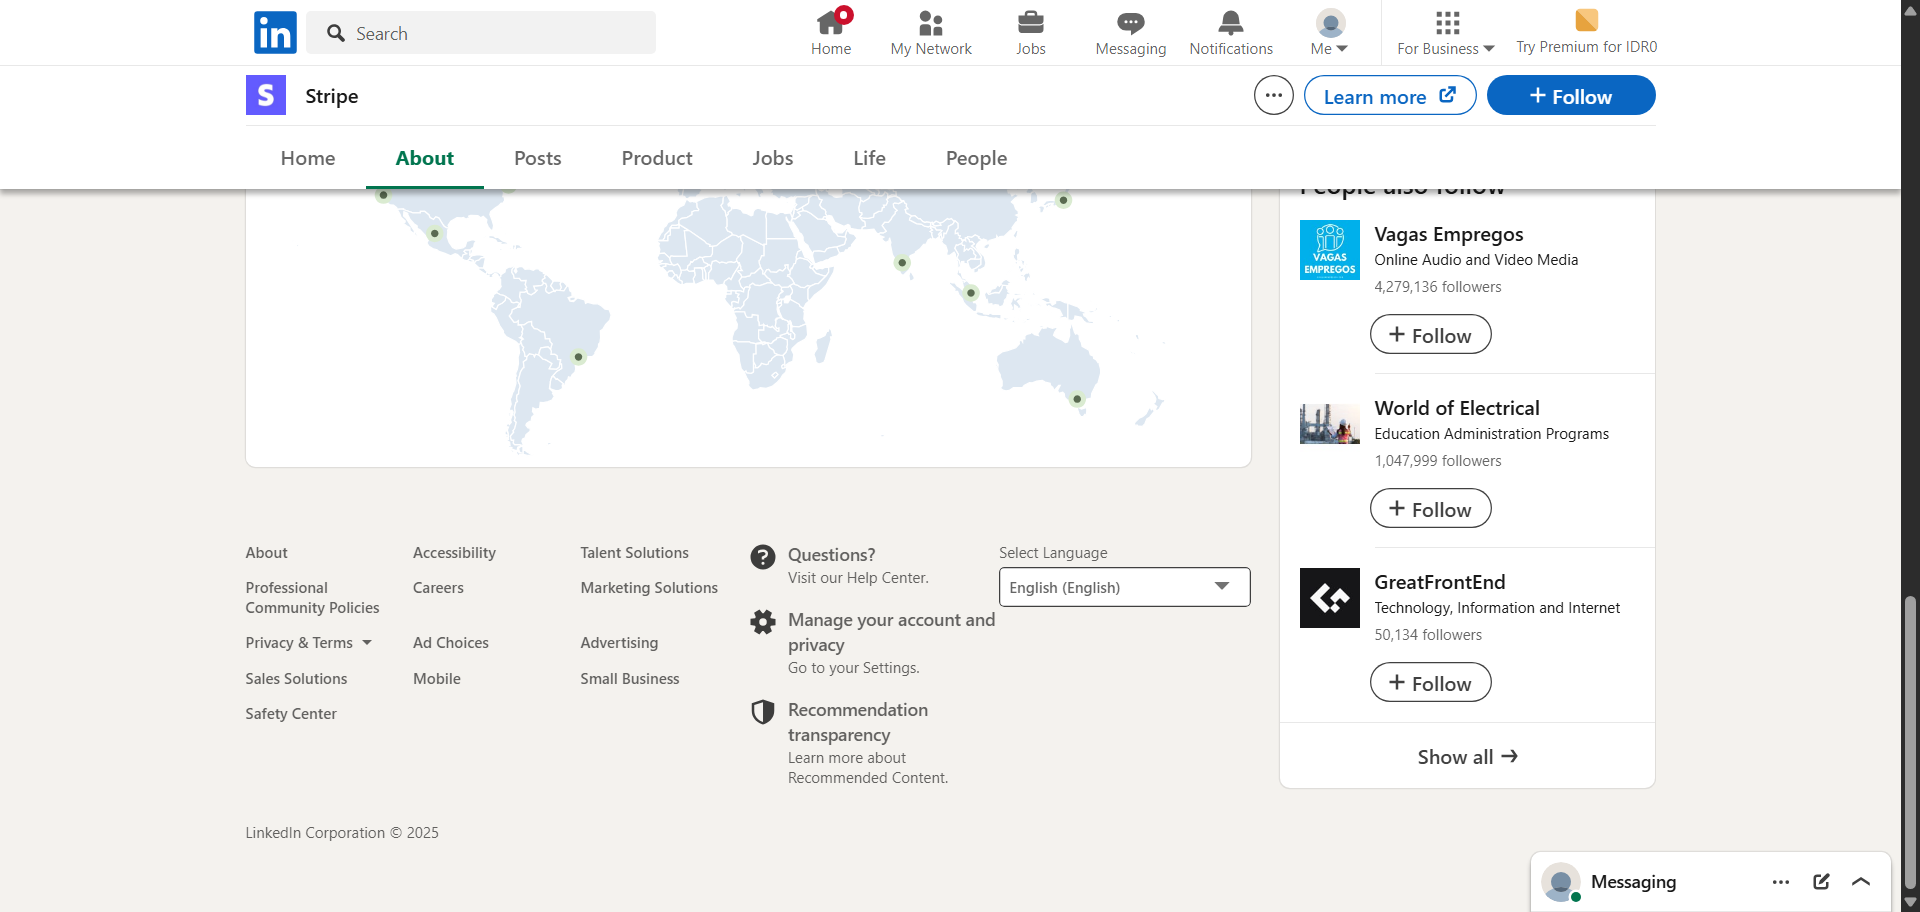 in
Search
Home
My Network
Jobs
Messaging
Notifications
Me
For Business
Try Premium for IDR0
S
Stripe
Learn more
Follow
Home
About
Posts
Product
Jobs
Life
People
People also follow
VAGAS
EMPREGOS
Vagas Empregos
Online Audio and Video Media
4,279,136 followers
Follow
World of Electrical
Education Administration Programs
1,047,999 followers
Follow
GreatFrontEnd
Technology, Information and Internet
50,134 followers
Follow
Show all
About
Accessibility
Talent Solutions
Professional
Community Policies
Careers
Marketing Solutions
Privacy & Terms
Ad Choices
Advertising
Sales Solutions
Mobile
Small Business
Safety Center
Questions?
Visit our Help Center.
Manage your account and
privacy
Go to your Settings.
Recommendation
transparency
Learn more about
Recommended Content.
Select Language
English (English)
LinkedIn Corporation © 2025
Messaging